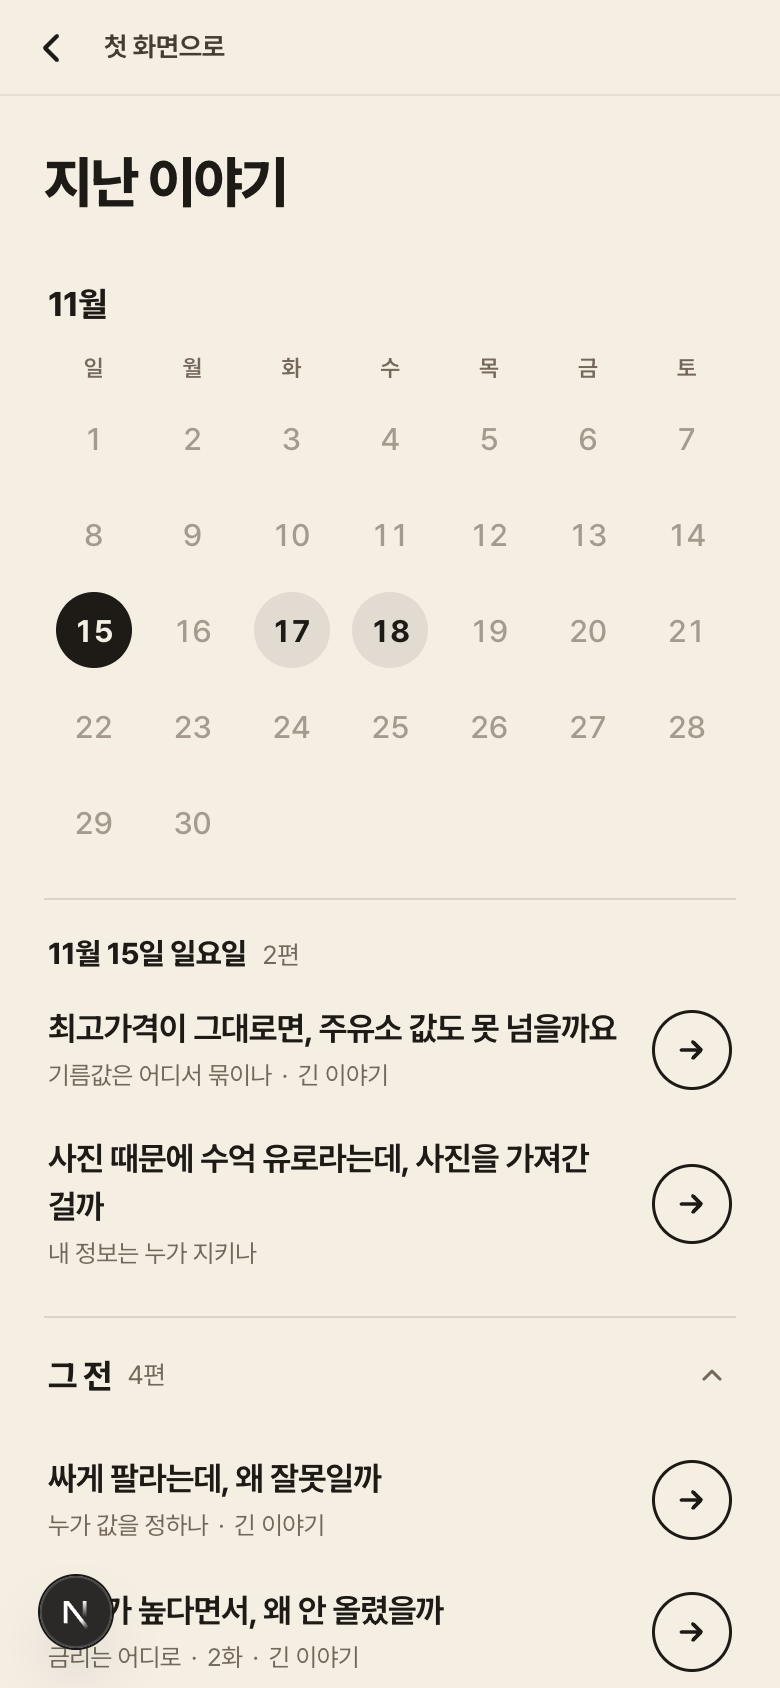 첫 화면으로
지난 이야기
11월
일 월 화 수 목 금 토
1 2 3 4 5 6 7
8 9 10 11 12 13 14
15 16 17 18 19 20 21
22 23 24 25 26 27 28
29 30
11월 15일 일요일 2편
최고가격이 그대로면, 주유소 값도 못 넘을까요
기름값은 어디서 묶이나 · 긴 이야기
사진 때문에 수억 유로라는데, 사진을 가져간
걸까
내 정보는 누가 지키나
그 전 4편
싸게 팔라는데, 왜 잘못일까
누가 값을 정하나 · 긴 이야기
N
높다면서, 왜 안 올렸을까
금리는 어디로 · 2화 · 긴 이야기